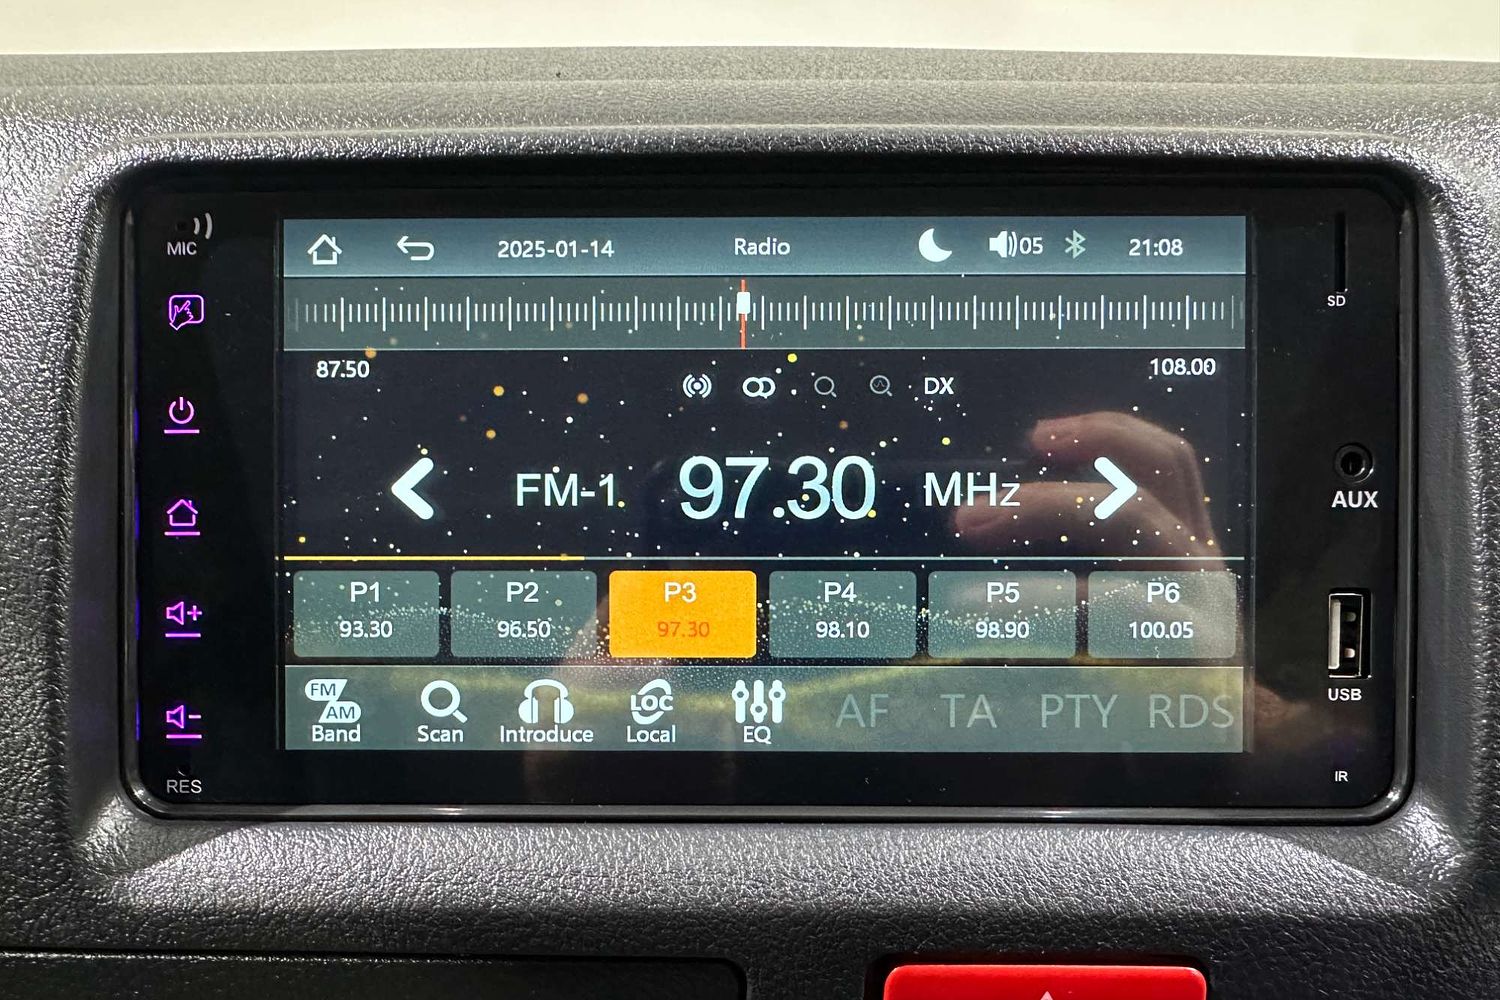 MIC
RES
2025-01-14
Radio
05
21:08
87.50
108.00
DX
FM-1
97.30
MHz
P1
93.30
P2
96.50
P3
97.30
P4
98.10
P5
98.90
P6
100.05
FM
AM
Band
Scan
Introduce
LOC
Local
EQ
AF
TA
PTY
RDS
SD
AUX
USB
IR